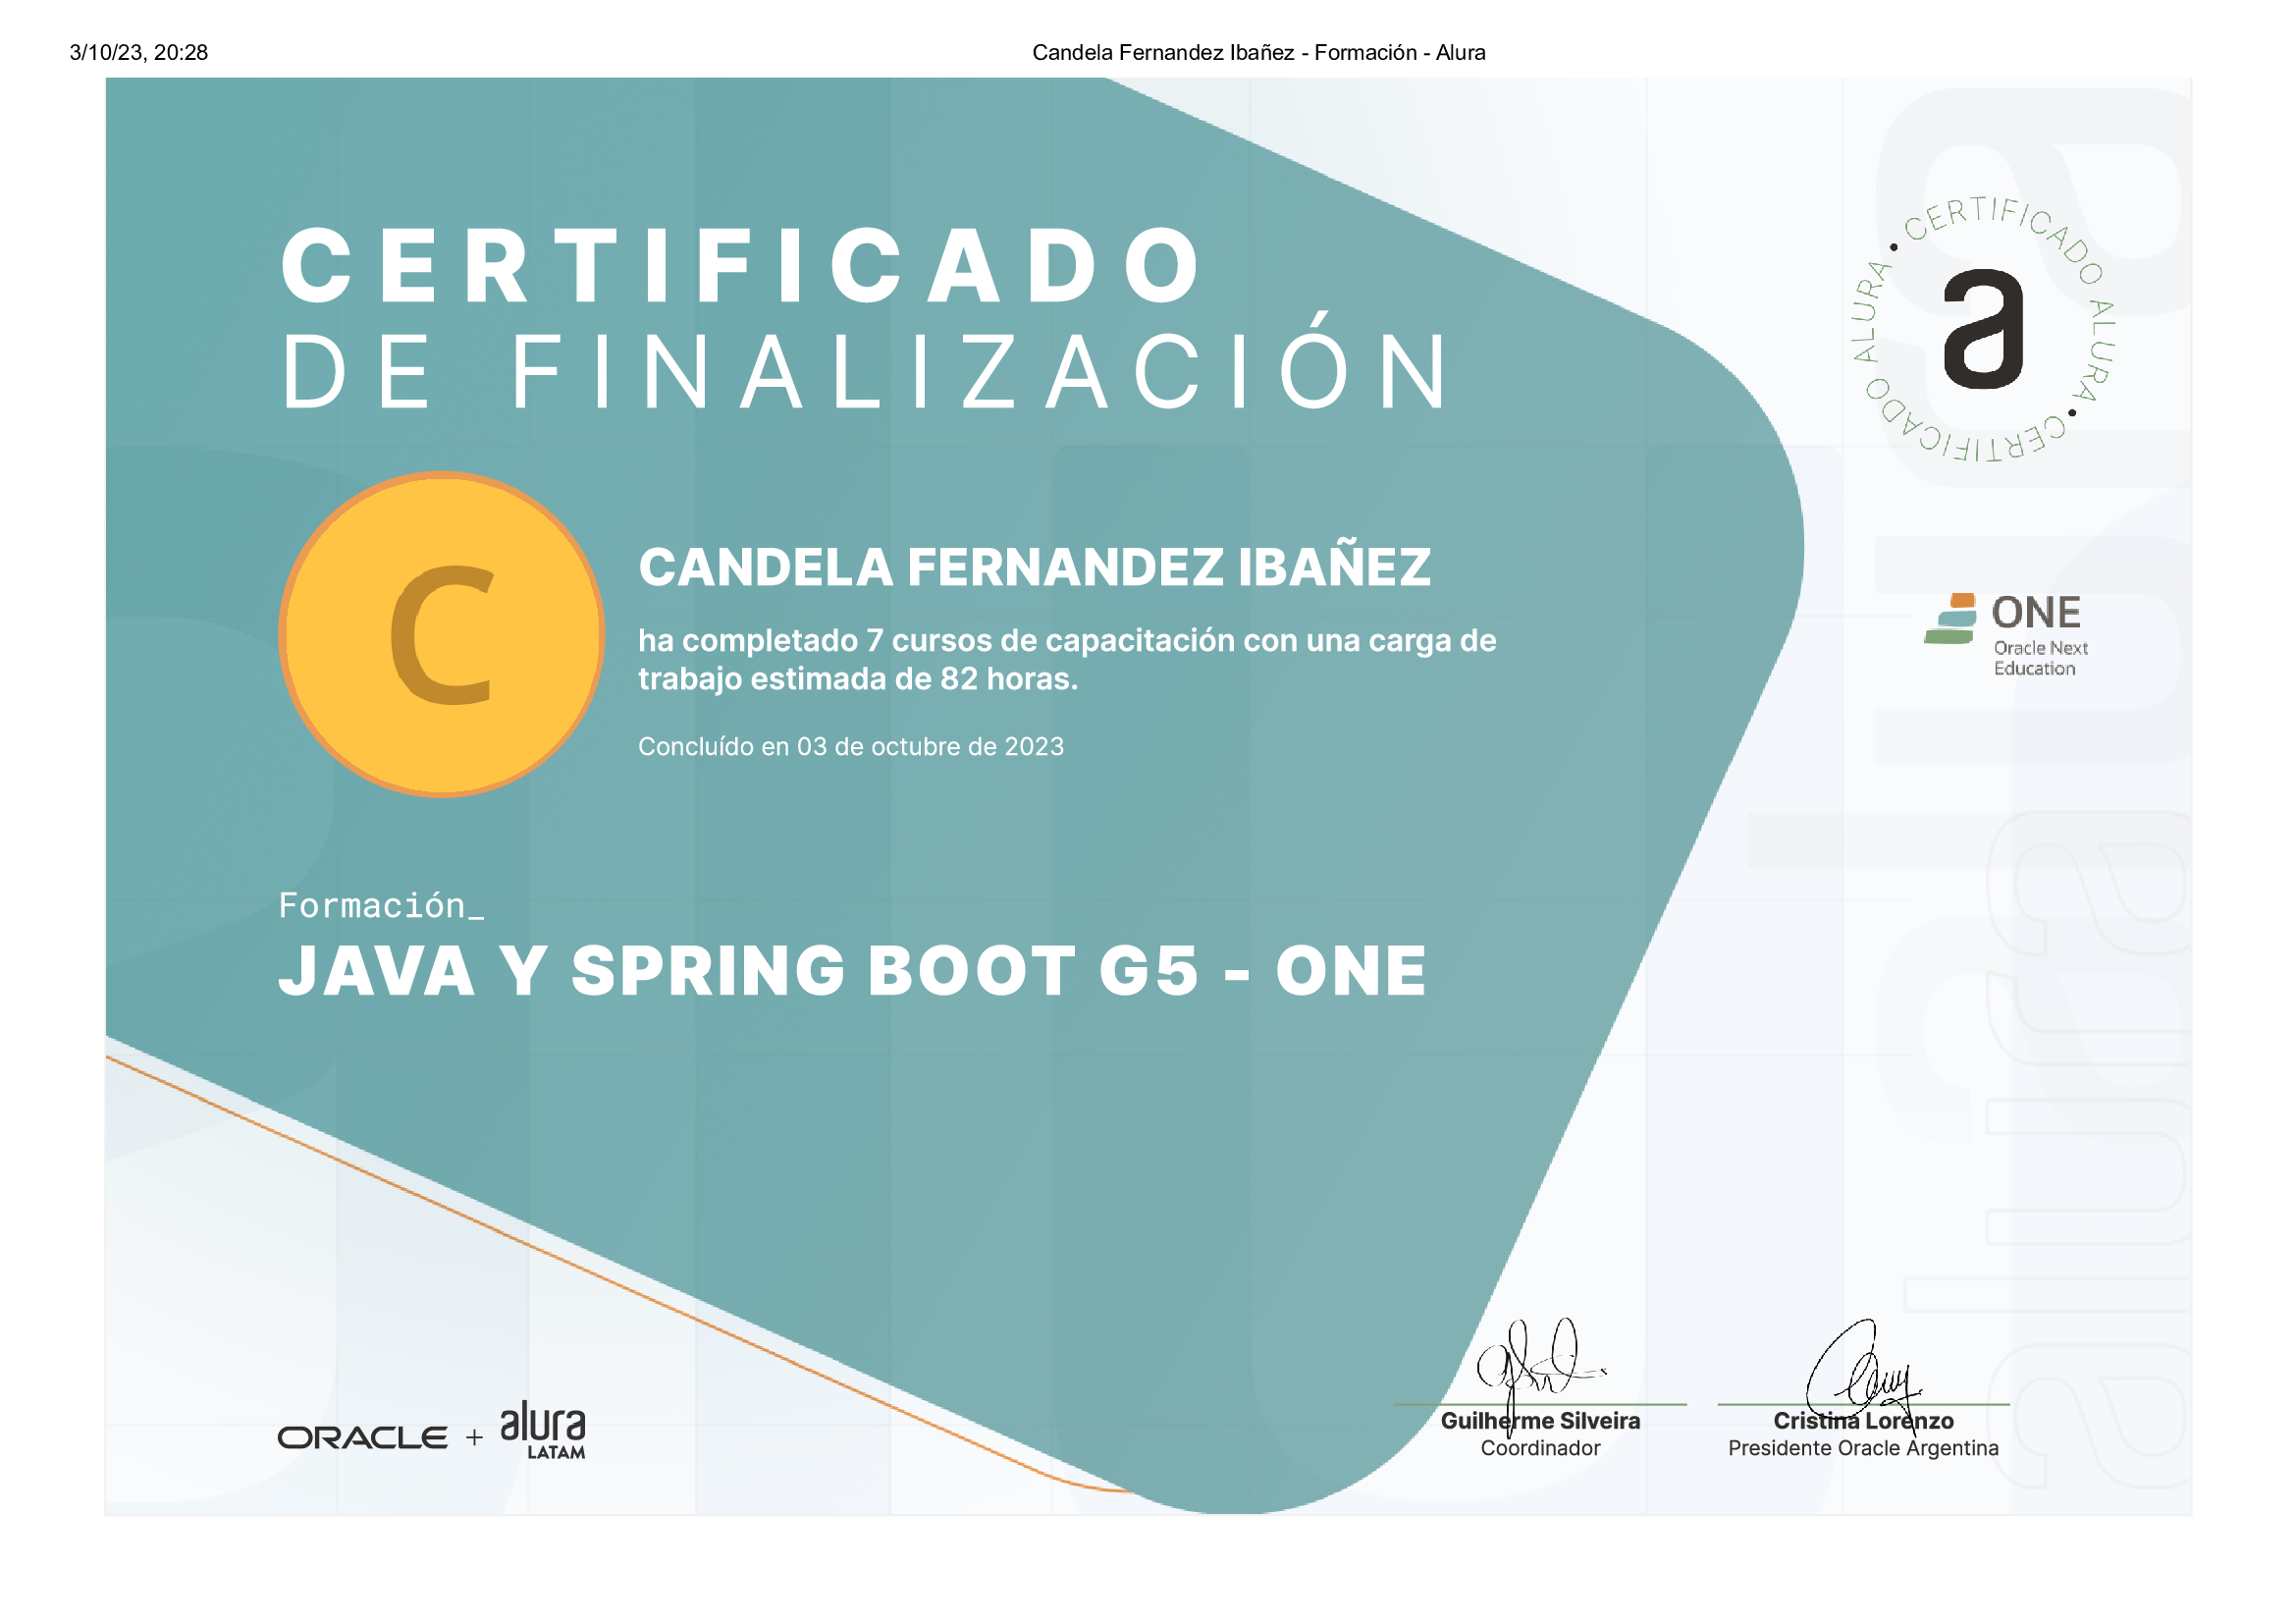 3/10/23, 20:28
Candela Fernandez Ibañez - Formación - Alura
CERTIFICADO
DE FINALIZACIÓN
CERTIFICADO ALURA • CERTIFICADO ALURA •
a
C
CANDELA FERNANDEZ IBAÑEZ
ha completado 7 cursos de capacitación con una carga de
trabajo estimada de 82 horas.
Concluído en 03 de octubre de 2023
ONE
Oracle Next
Education
Formación_
JAVA Y SPRING BOOT G5 - ONE
alura
ORACLE + alura
LATAM
Guilherme Silveira
Coordinador
Cristina Lorenzo
Presidente Oracle Argentina